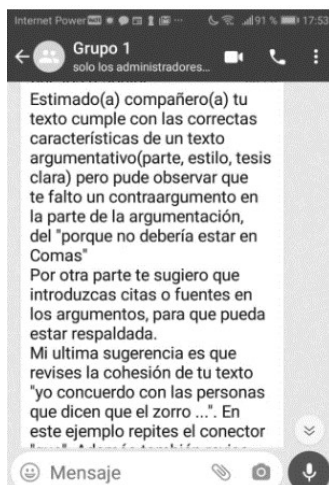 Internet Power
91 %
17:53
Grupo 1
solo los administradores...
Estimado(a) compañero(a) tu
texto cumple con las correctas
características de un texto
argumentativo(parte, estilo, tesis
clara) pero pude observar que
te falto un contraargumento en
la parte de la argumentación,
del "porque no debería estar en
Comas"
Por otra parte te sugiero que
introduzcas citas o fuentes en
los argumentos, para que pueda
estar respaldada.
Mi ultima sugerencia es que
revises la cohesión de tu texto
"yo concuerdo con las personas
que dicen que el zorro ...". En
este ejemplo repites el conector
Mensaje